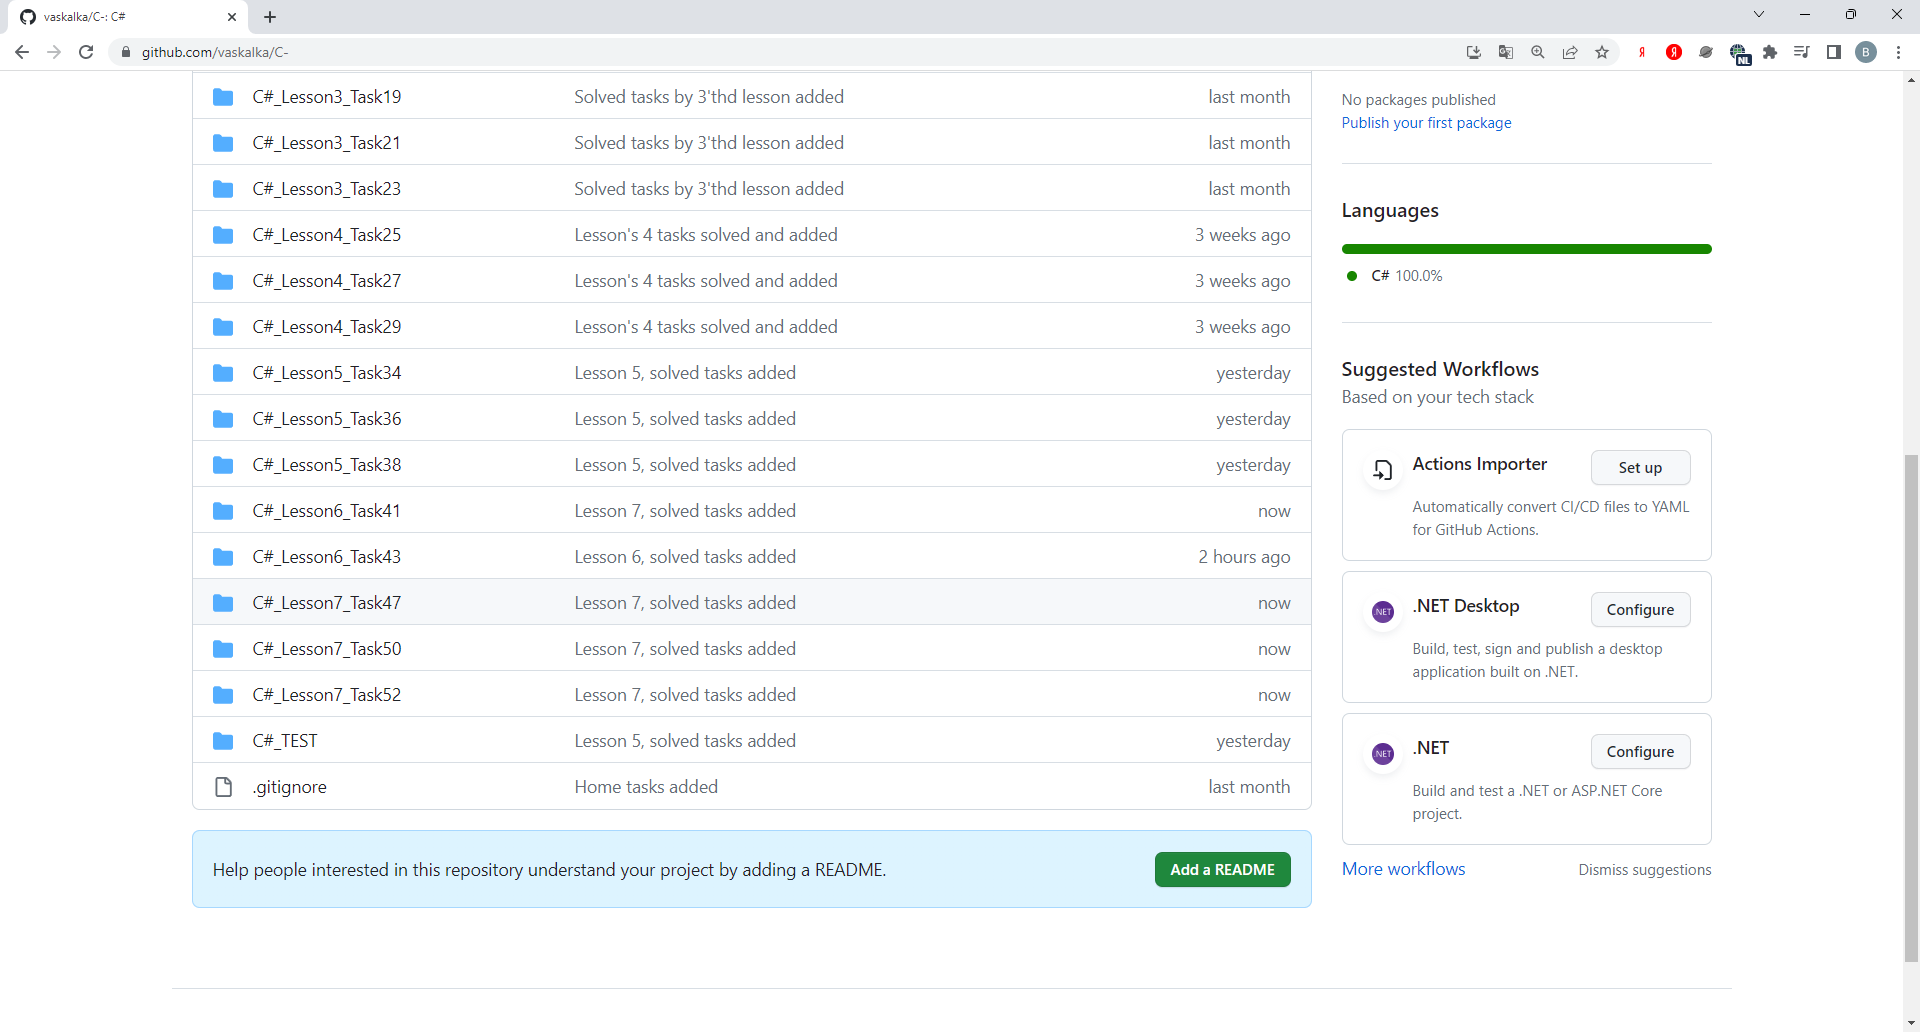 vaskalka/C-: C#
github.com/vaskalka/C-
NL
B
C#_Lesson3_Task19 Solved tasks by 3'thd lesson added last month
C#_Lesson3_Task21 Solved tasks by 3'thd lesson added last month
C#_Lesson3_Task23 Solved tasks by 3'thd lesson added last month
C#_Lesson4_Task25 Lesson's 4 tasks solved and added 3 weeks ago
C#_Lesson4_Task27 Lesson's 4 tasks solved and added 3 weeks ago
C#_Lesson4_Task29 Lesson's 4 tasks solved and added 3 weeks ago
C#_Lesson5_Task34 Lesson 5, solved tasks added yesterday
C#_Lesson5_Task36 Lesson 5, solved tasks added yesterday
C#_Lesson5_Task38 Lesson 5, solved tasks added yesterday
C#_Lesson6_Task41 Lesson 7, solved tasks added now
C#_Lesson6_Task43 Lesson 6, solved tasks added 2 hours ago
C#_Lesson7_Task47 Lesson 7, solved tasks added now
C#_Lesson7_Task50 Lesson 7, solved tasks added now
C#_Lesson7_Task52 Lesson 7, solved tasks added now
C#_TEST Lesson 5, solved tasks added yesterday
.gitignore Home tasks added last month
Help people interested in this repository understand your project by adding a README.
Add a README
No packages published
Publish your first package
Languages
C# 100.0%
Suggested Workflows
Based on your tech stack
Actions Importer
Set up
Automatically convert CI/CD files to YAML
for GitHub Actions.
.NET
.NET Desktop
Configure
Build, test, sign and publish a desktop
application built on .NET.
.NET
.NET
Configure
Build and test a .NET or ASP.NET Core
project.
More workflows
Dismiss suggestions